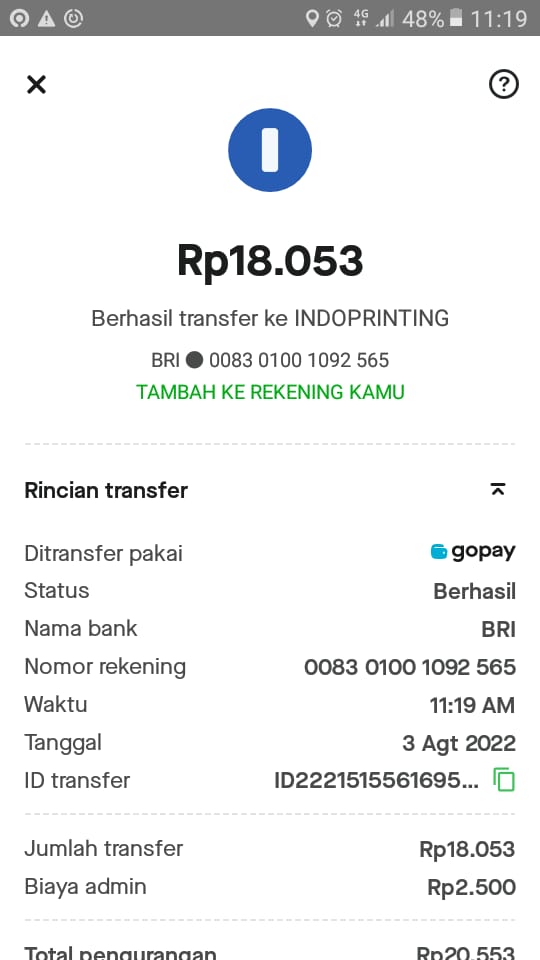 4G 48% 11:19
Rp18.053
Berhasil transfer ke INDOPRINTING
BRI ● 0083 0100 1092 565
TAMBAH KE REKENING KAMU
Rincian transfer
Ditransfer pakai gopay
Status Berhasil
Nama bank BRI
Nomor rekening 0083 0100 1092 565
Waktu 11:19 AM
Tanggal 3 Agt 2022
ID transfer ID2221515561695...
Jumlah transfer Rp18.053
Biaya admin Rp2.500
Total pengurangan Rp20.553